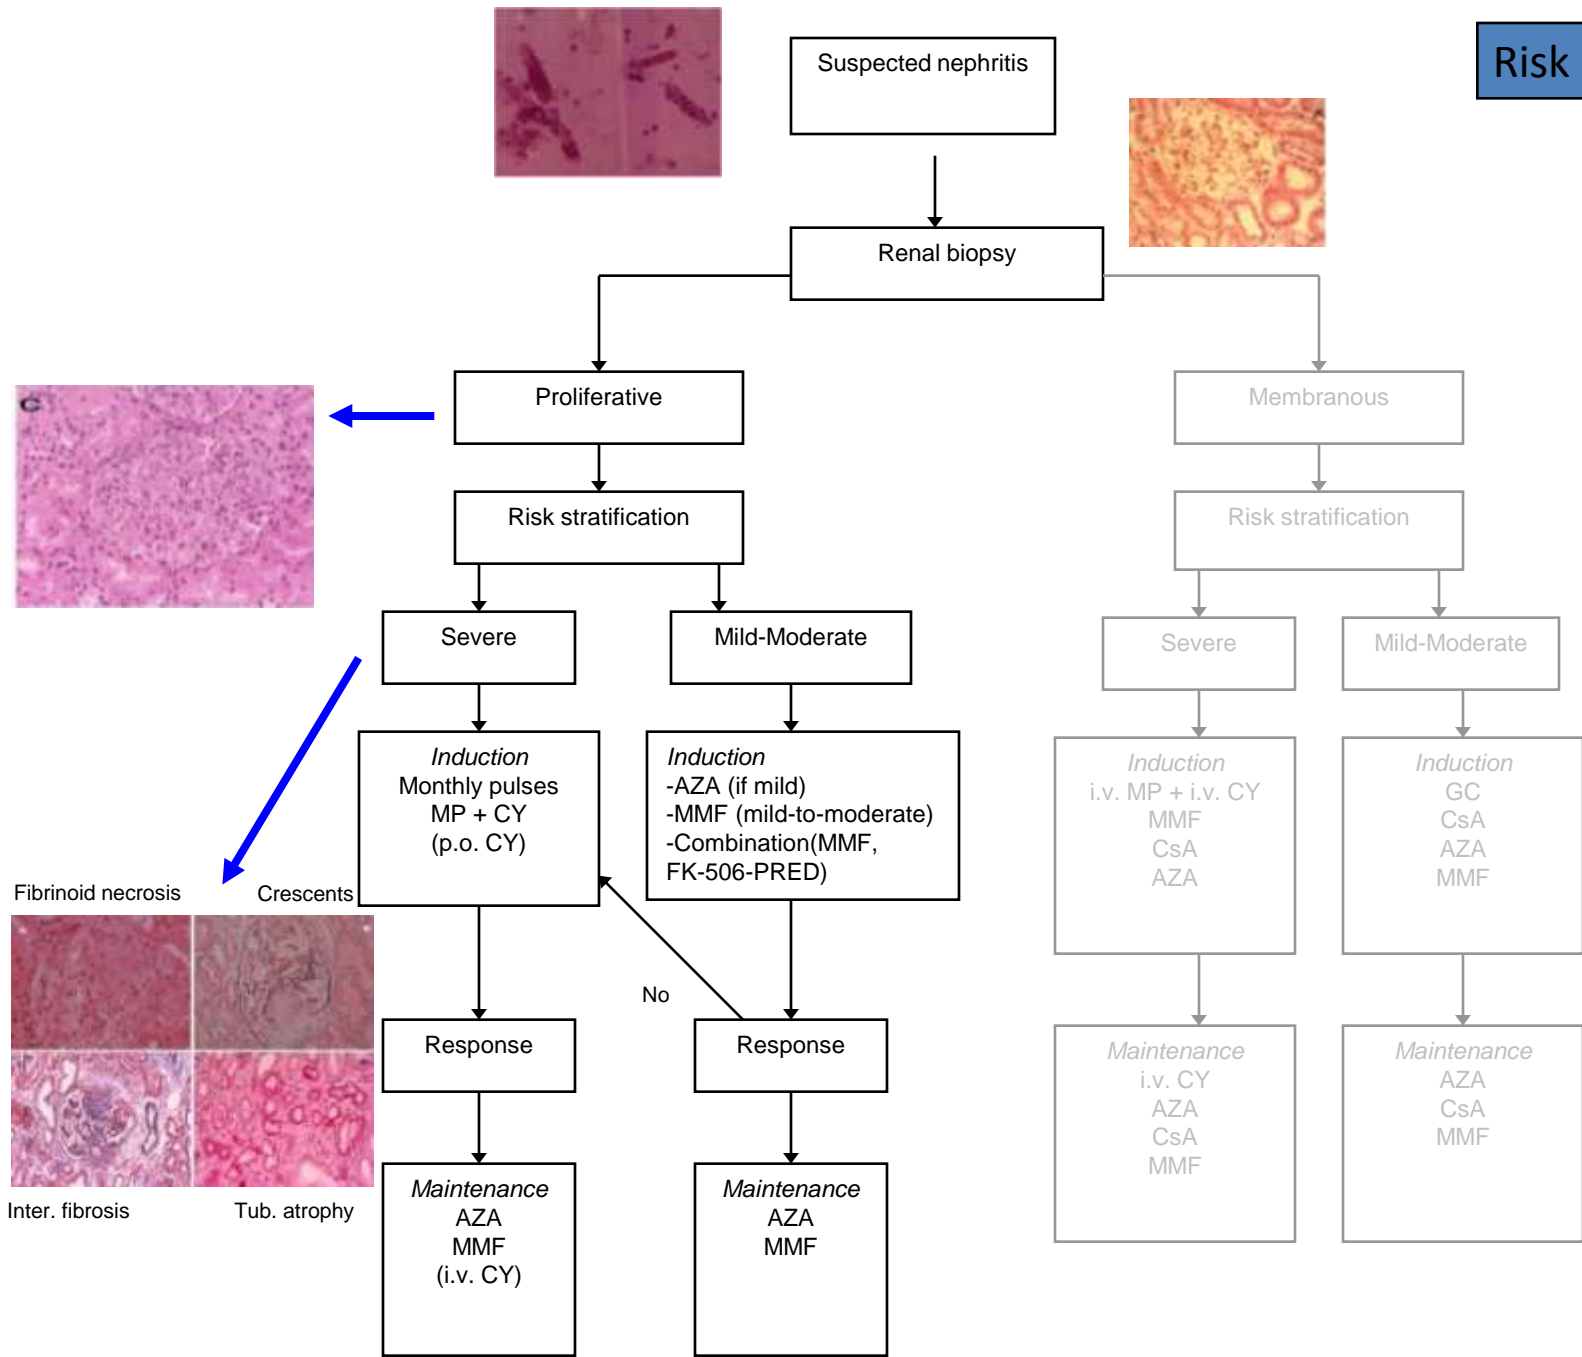 Suspected nephritis
Risk
Renal biopsy
Proliferative
Membranous
C
Risk stratification
Risk stratification
Severe
Mild-Moderate
Severe
Mild-Moderate
Induction
Monthly pulses
MP + CY
(p.o. CY)
Induction
-AZA (if mild)
-MMF (mild-to-moderate)
-Combination(MMF,
FK-506-PRED)
Induction
i.v. MP + i.v. CY
MMF
CsA
AZA
Induction
GC
CsA
AZA
MMF
Fibrinoid necrosis
Crescents
No
Response
Response
Maintenance
i.v. CY
AZA
CsA
MMF
Maintenance
AZA
CsA
MMF
Inter. fibrosis
Tub. atrophy
Maintenance
AZA
MMF
(i.v. CY)
Maintenance
AZA
MMF